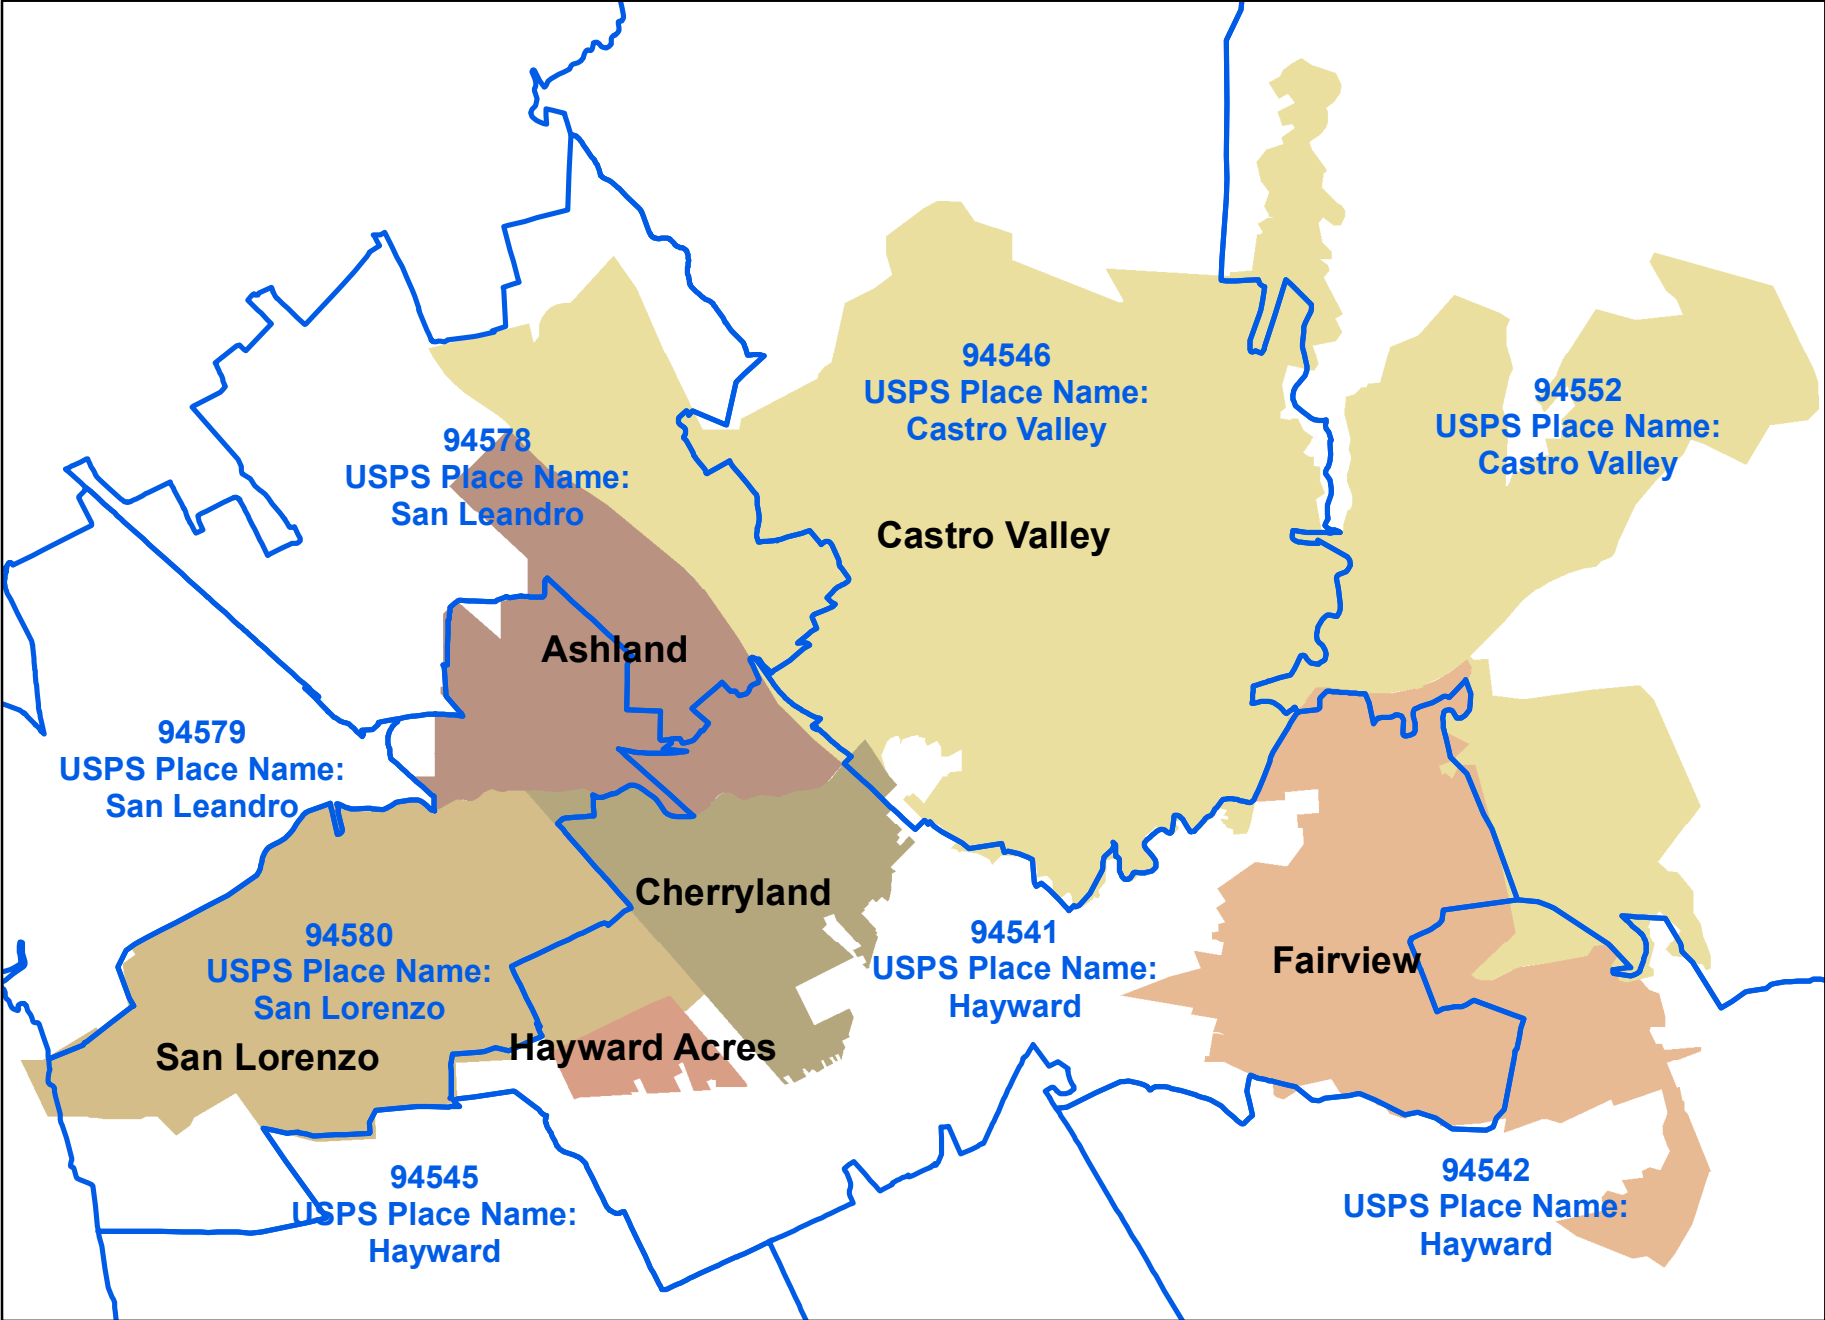 94546
USPS Place Name:
Castro Valley
94552
USPS Place Name:
Castro Valley
94578
USPS Place Name:
San Leandro
Castro Valley
Ashland
94579
USPS Place Name:
San Leandro
Cherryland
94580
USPS Place Name:
San Lorenzo
94541
USPS Place Name:
Hayward
Fairview
San Lorenzo
Hayward Acres
94545
USPS Place Name:
Hayward
94542
USPS Place Name:
Hayward